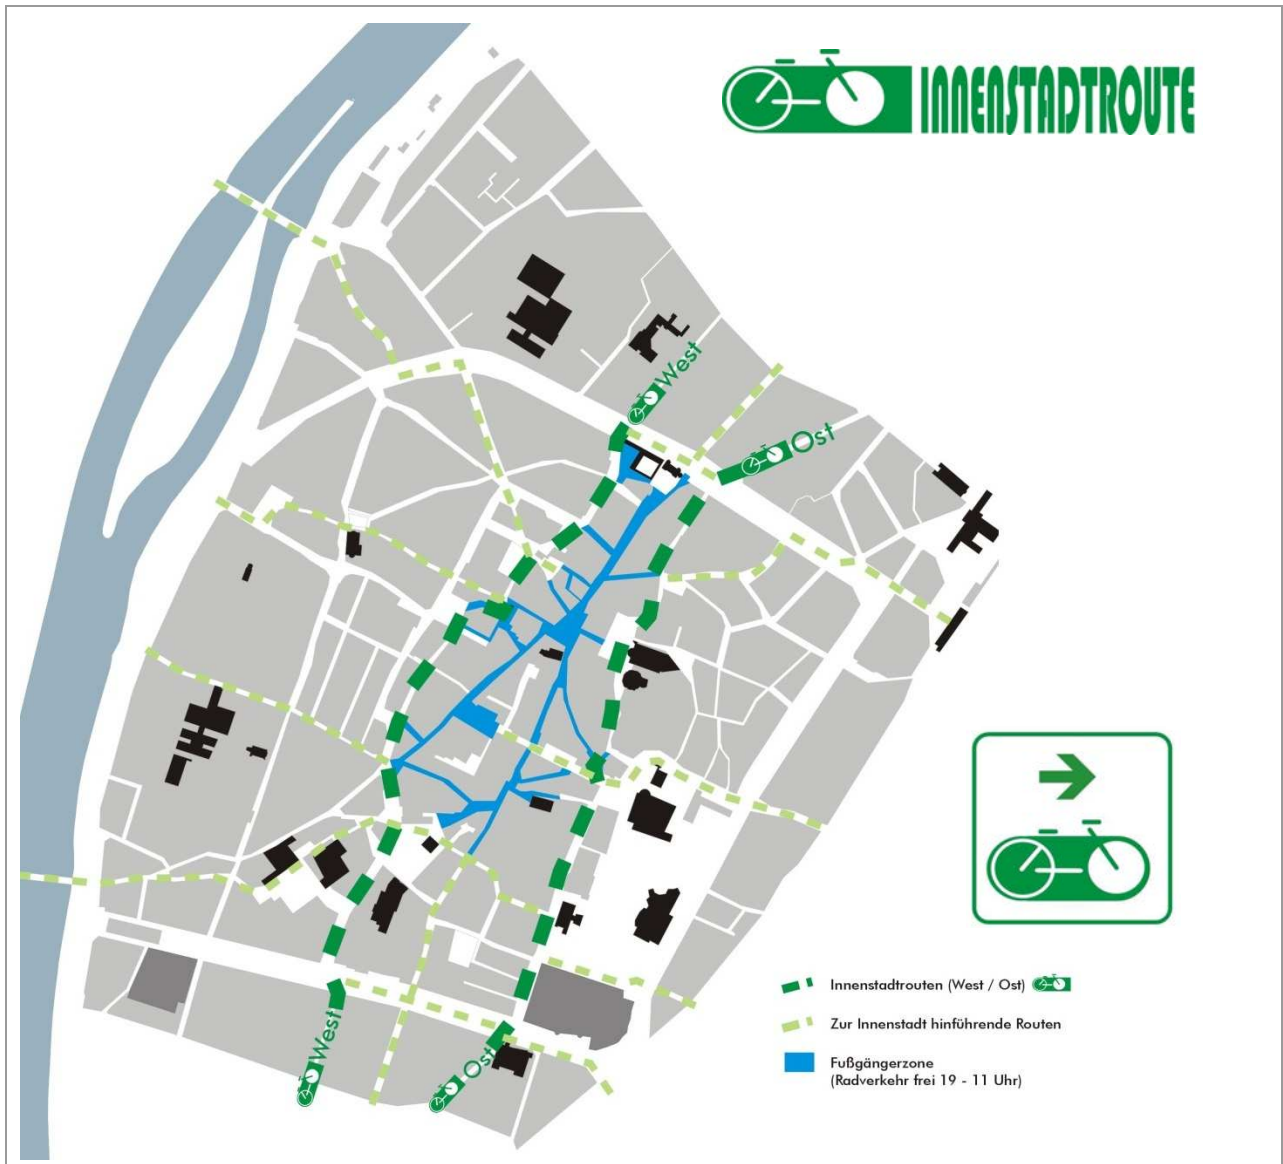 INNENSTADTROUTE
West
Ost
West
Ost
Innenstadtrouten (West / Ost)
Zur Innenstadt hinführende Routen
Fußgängerzone
(Radverkehr frei 19 - 11 Uhr)